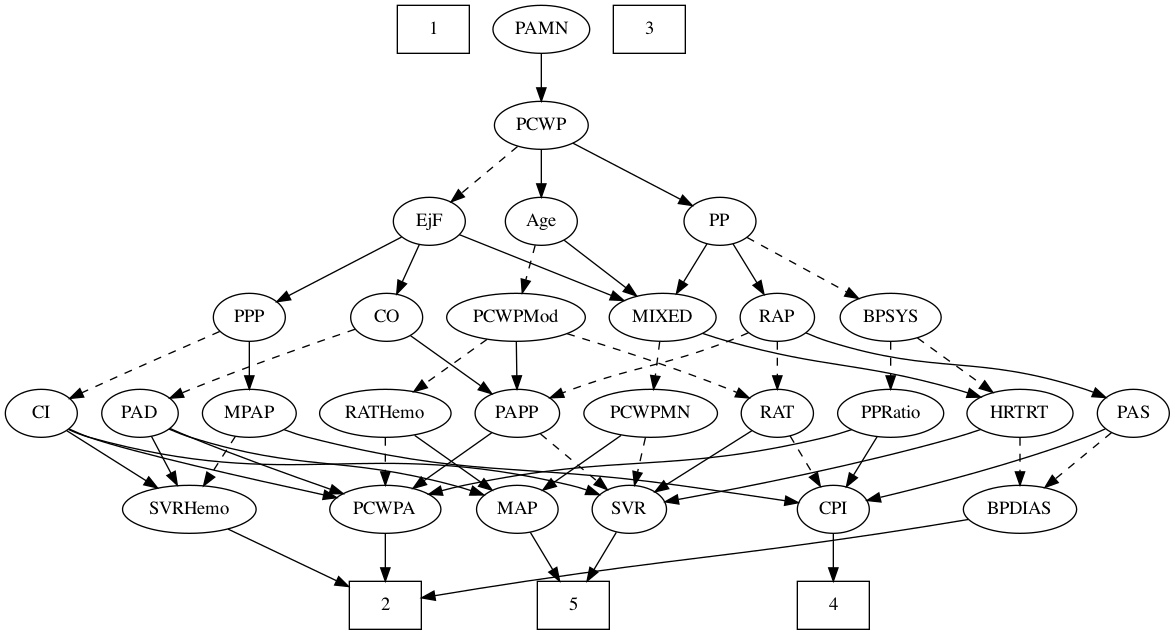 1 PAMN 3
PCWP
EjF Age PP
PPP CO PCWPMod MIXED RAP BPSYS
CI PAD MPAP RATHemo PAPP PCWPMN RAT PPRatio HRTRT PAS
SVRHemo PCWPA MAP SVR CPI BPDIAS
2 5 4